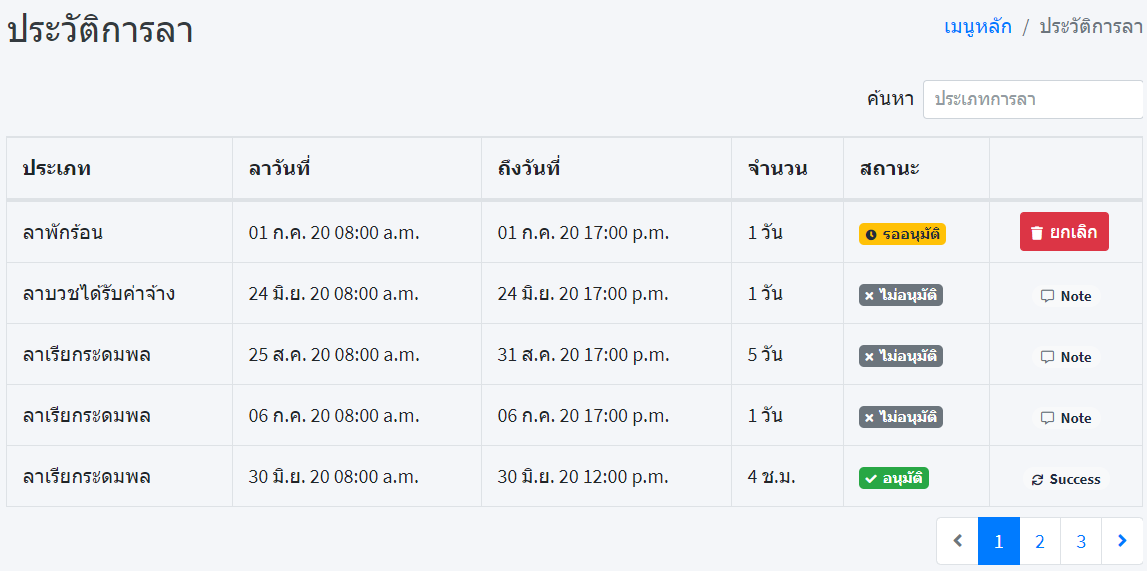 ประวัติการลา
เมนูหลัก / ประวัติการลา
ค้นหา ประเภทการลา
ประเภท ลาวันที่ ถึงวันที่ จำนวน สถานะ
ลาพักร้อน 01 ก.ค. 20 08:00 a.m. 01 ก.ค. 20 17:00 p.m. 1 วัน รออนุมัติ ยกเลิก
ลาบวชได้รับค่าจ้าง 24 มิ.ย. 20 08:00 a.m. 24 มิ.ย. 20 17:00 p.m. 1 วัน ไม่อนุมัติ Note
ลาเรียกระดมพล 25 ส.ค. 20 08:00 a.m. 31 ส.ค. 20 17:00 p.m. 5 วัน ไม่อนุมัติ Note
ลาเรียกระดมพล 06 ก.ค. 20 08:00 a.m. 06 ก.ค. 20 17:00 p.m. 1 วัน ไม่อนุมัติ Note
ลาเรียกระดมพล 30 มิ.ย. 20 08:00 a.m. 30 มิ.ย. 20 12:00 p.m. 4 ช.ม. อนุมัติ Success
1 2 3